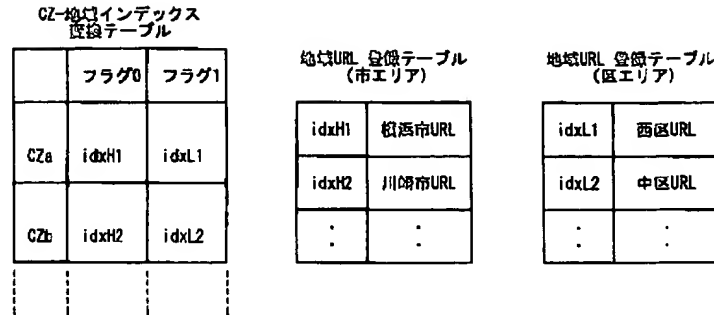 CZ-地域インデックス
変換テーブル
フラグ0 フラグ1
CZa idxH1 idxL1
CZb idxH2 idxL2
地域URL 登録テーブル
(市エリア)
idxH1 横浜市URL
idxH2 川崎市URL
: :
地域URL 登録テーブル
(区エリア)
idxL1 西区URL
idxL2 中区URL
: :